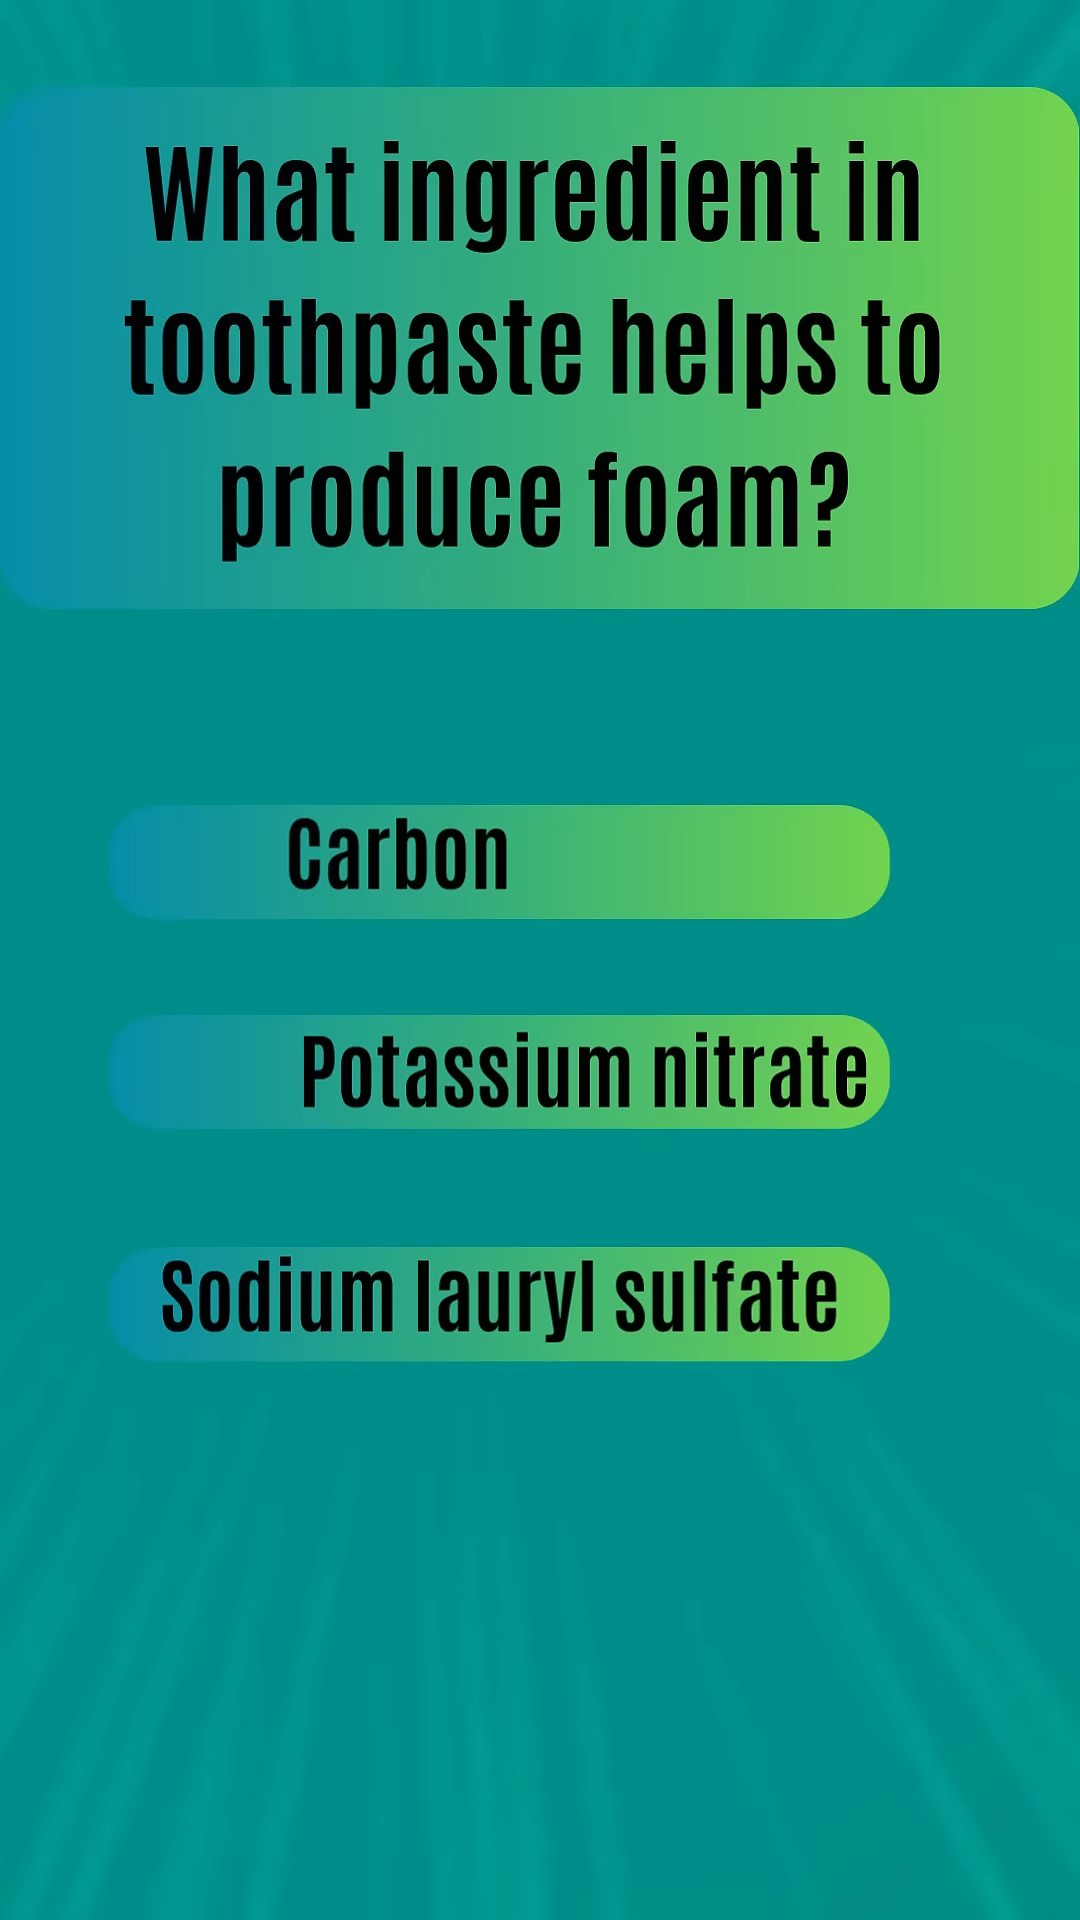 What ingredient in
toothpaste helps to
produce foam?
Carbon
Potassium nitrate
Sodium lauryl sulfate